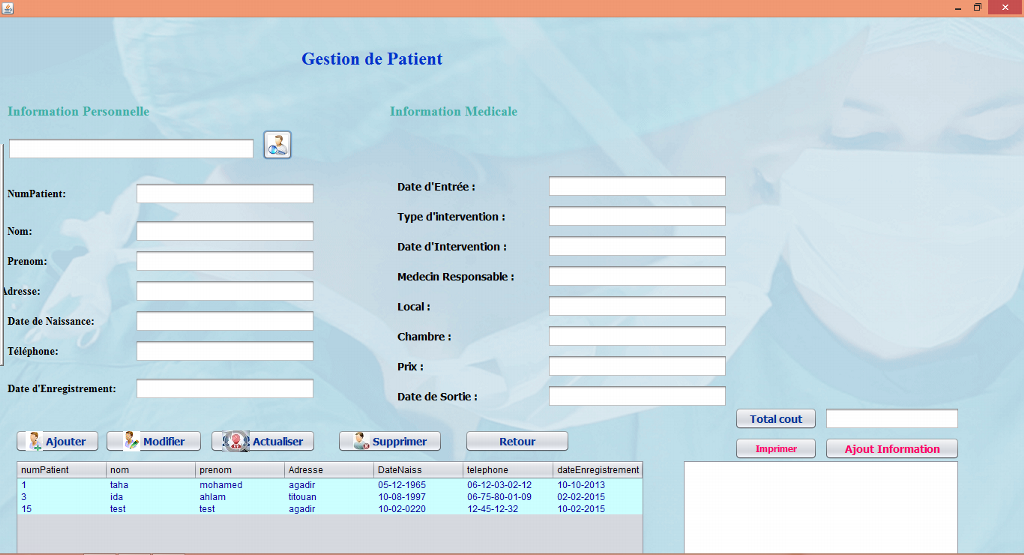 Gestion de Patient
Information Personnelle
Information Medicale
NumPatient:
Nom:
Prenom:
Adresse:
Date de Naissance:
Téléphone:
Date d'Enregistrement:
Date d'Entrée :
Type d'intervention :
Date d'Intervention :
Medecin Responsable :
Local :
Chambre :
Prix :
Date de Sortie :
Total cout
Ajouter Modifier Actualiser Supprimer Retour
Imprimer Ajout Information
numPatient nom prenom Adresse DateNaiss telephone dateEnregistrement
1 taha mohamed agadir 05-12-1965 06-12-03-02-12 10-10-2013
3 ida ahlam titouan 10-08-1997 06-75-80-01-09 02-02-2015
15 test test agadir 10-02-0220 12-45-12-32 10-02-2015